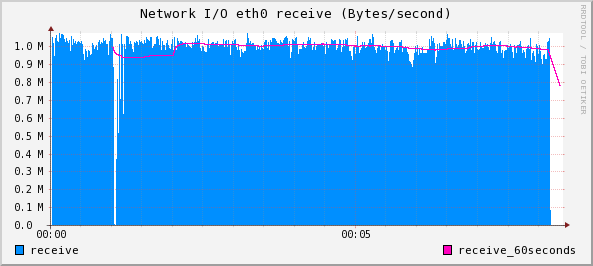 Network I/O eth0 receive (Bytes/second)
RRDTOOL / TOBI OETIKER
1.0 M
0.9 M
0.8 M
0.7 M
0.6 M
0.5 M
0.4 M
0.3 M
0.2 M
0.1 M
0.0
00:00 00:05
receive receive_60seconds